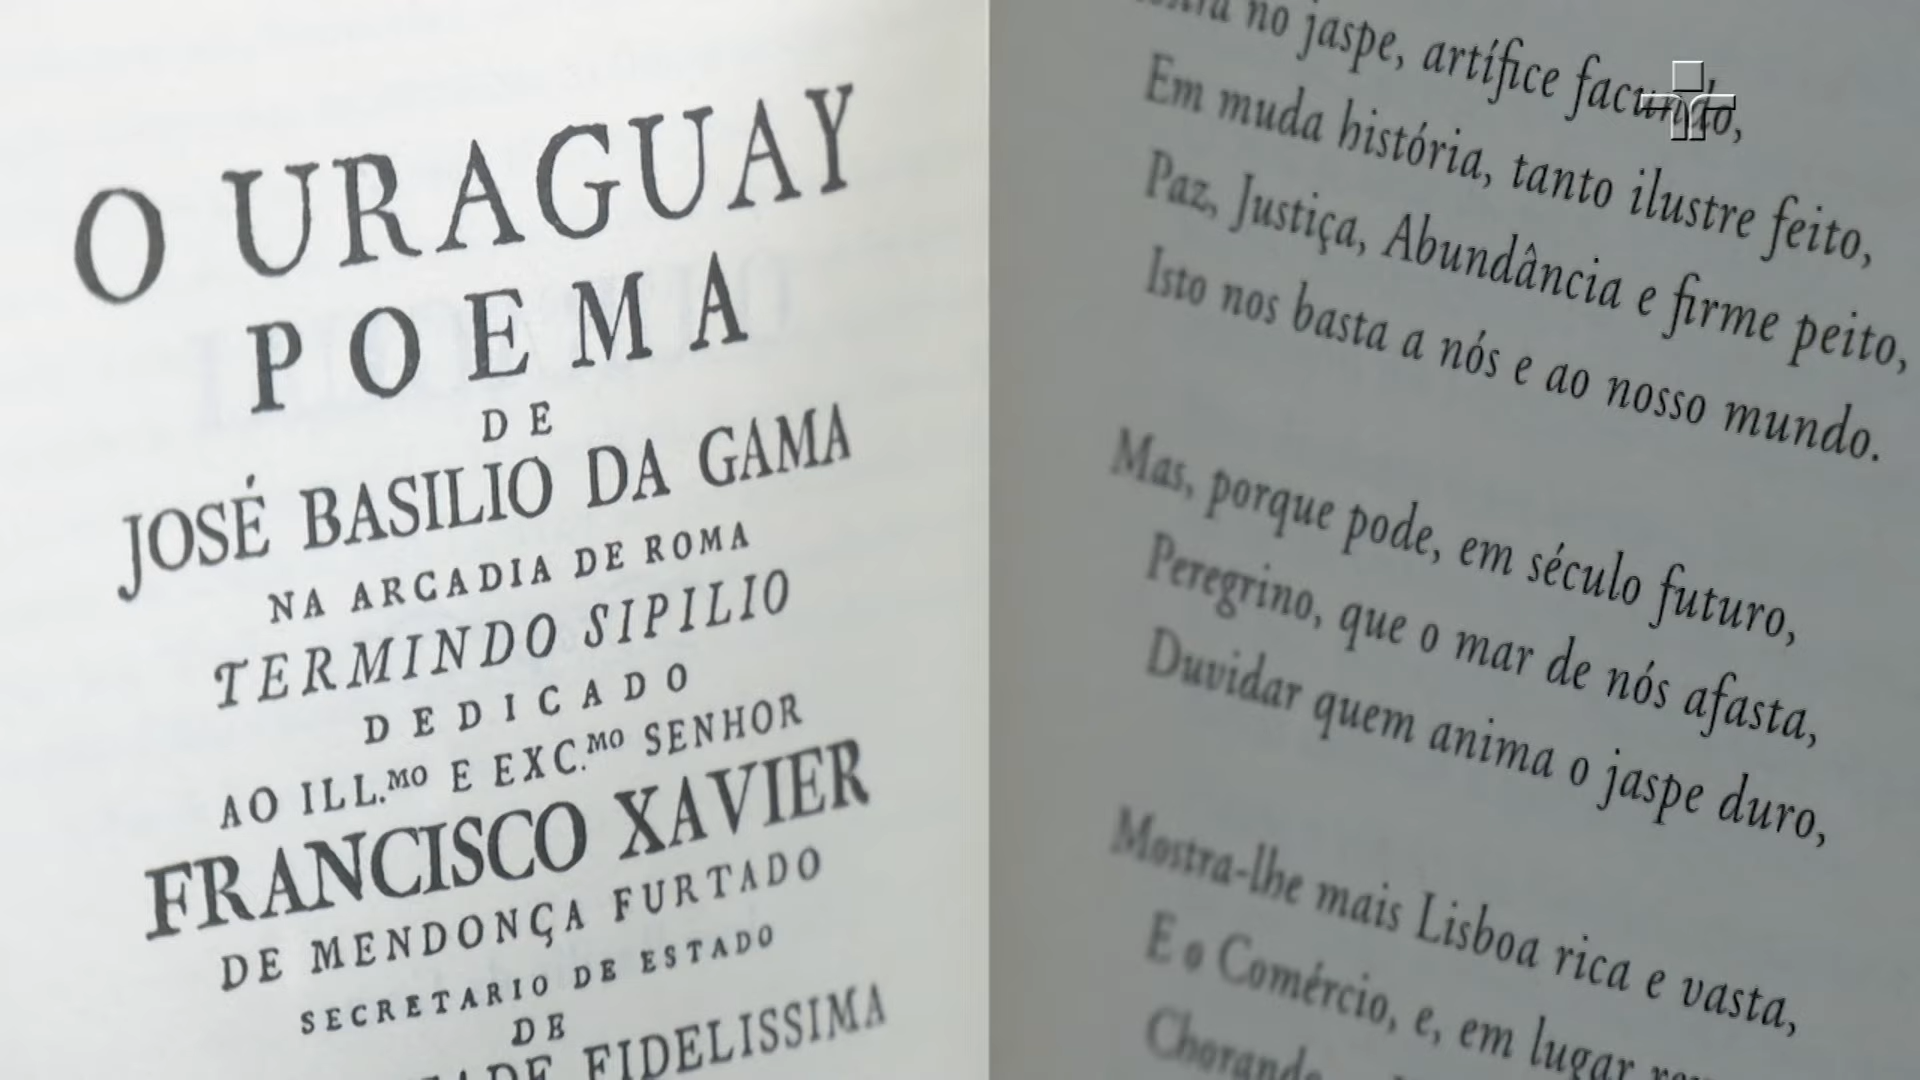 O URAGUAY
POEMA
DE
JOSÉ BASILIO DA GAMA
NA ARCADIA DE ROMA
TERMINDO SIPILIO
DEDICADO
AO ILL.MO E EXC.MO SENHOR
FRANCISCO XAVIER
DE MENDONÇA FURTADO
SECRETARIO DE ESTADO
DE
FIDELISSIMA
no jaspe, artífice facundo,
Em muda história, tanto ilustre feito,
Paz, Justiça, Abundância e firme peito,
Isto nos basta a nós e ao nosso mundo.
Mas, porque pode, em século futuro,
Peregrino, que o mar de nós afasta,
Duvidar quem anima o jaspe duro,
Mostra-lhe mais Lisboa rica e vasta,
E o Comércio, e, em lugar
Chorando